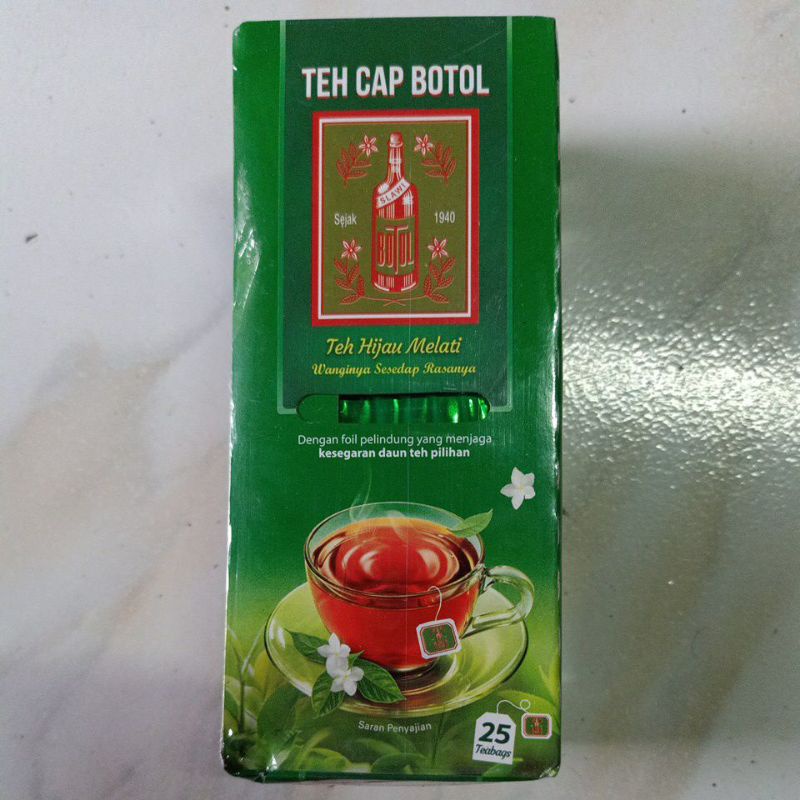 TEH CAP BOTOL
SLAWI
Sejak 1940
BOTOL
Teh Hijau Melati
Wanginya Sesedap Rasanya
Dengan foil pelindung yang menjaga
kesegaran daun teh pilihan
Saran Penyajian
25
Teabags